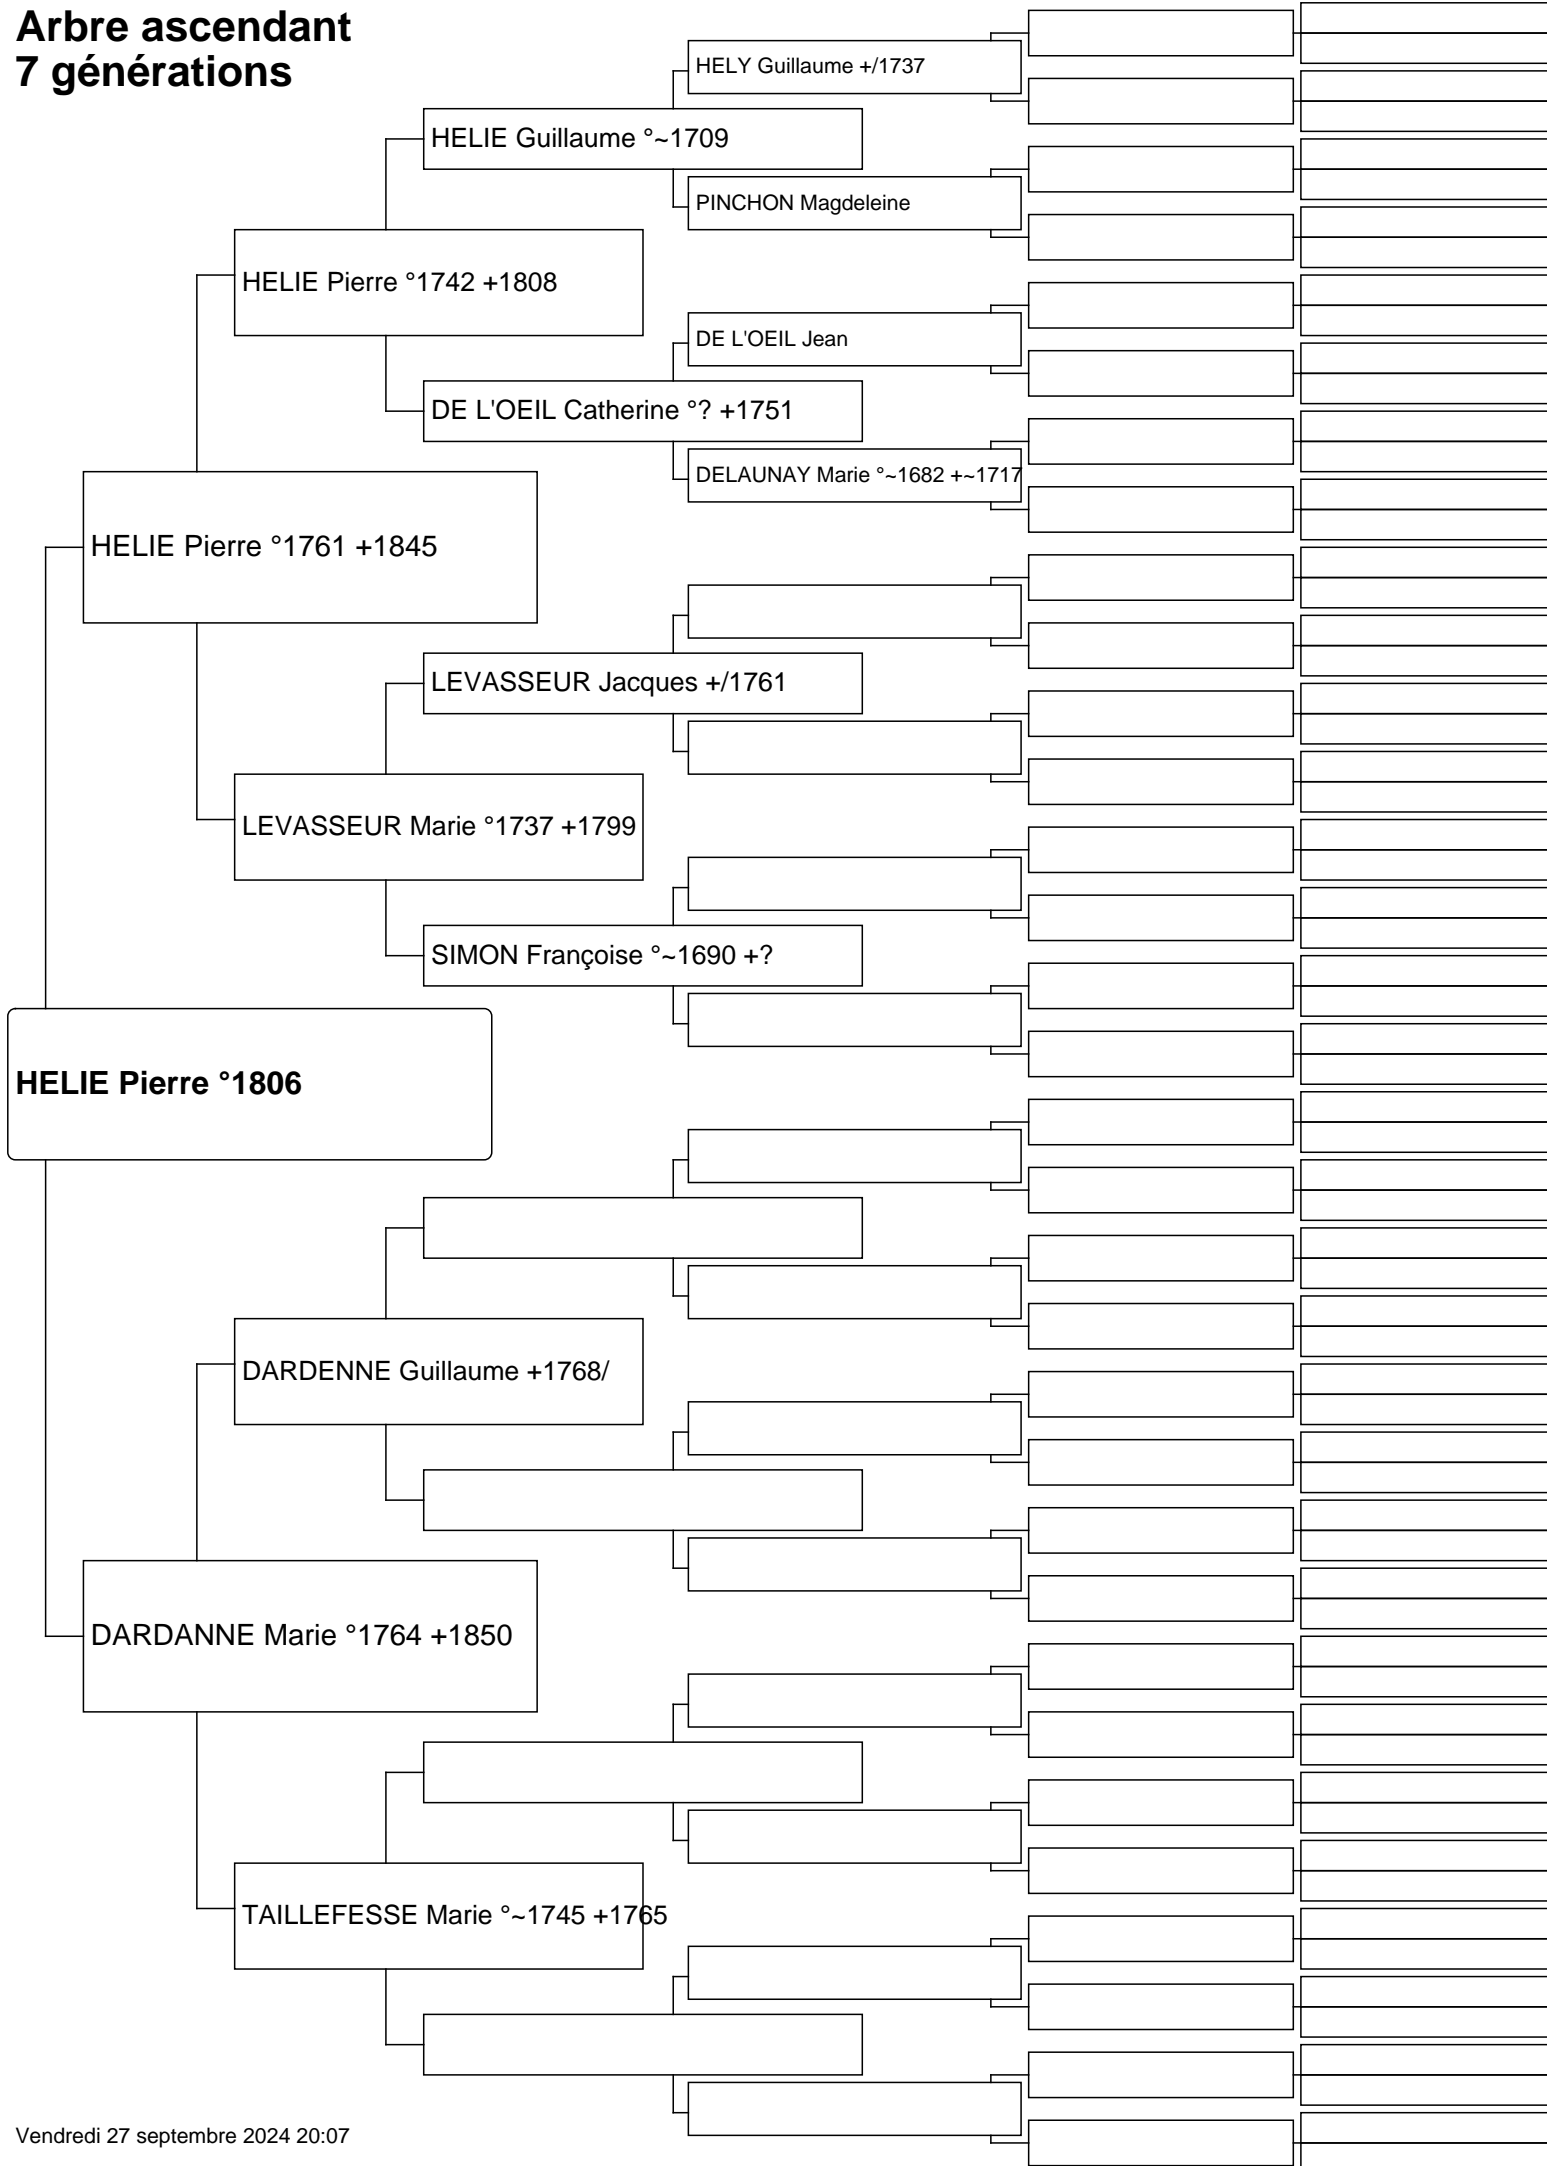 Arbre ascendant
7 générations
HELY Guillaume +/1737
HELIE Guillaume °~1709
PINCHON Magdeleine
HELIE Pierre °1742 +1808
DE L'OEIL Jean
DE L'OEIL Catherine °? +1751
DELAUNAY Marie °~1682 +~1717
HELIE Pierre °1761 +1845
LEVASSEUR Jacques +/1761
LEVASSEUR Marie °1737 +1799
SIMON Françoise °~1690 +?
HELIE Pierre °1806
DARDENNE Guillaume +1768/
DARDANNE Marie °1764 +1850
TAILLEFESSE Marie °~1745 +1765
Vendredi 27 septembre 2024 20:07